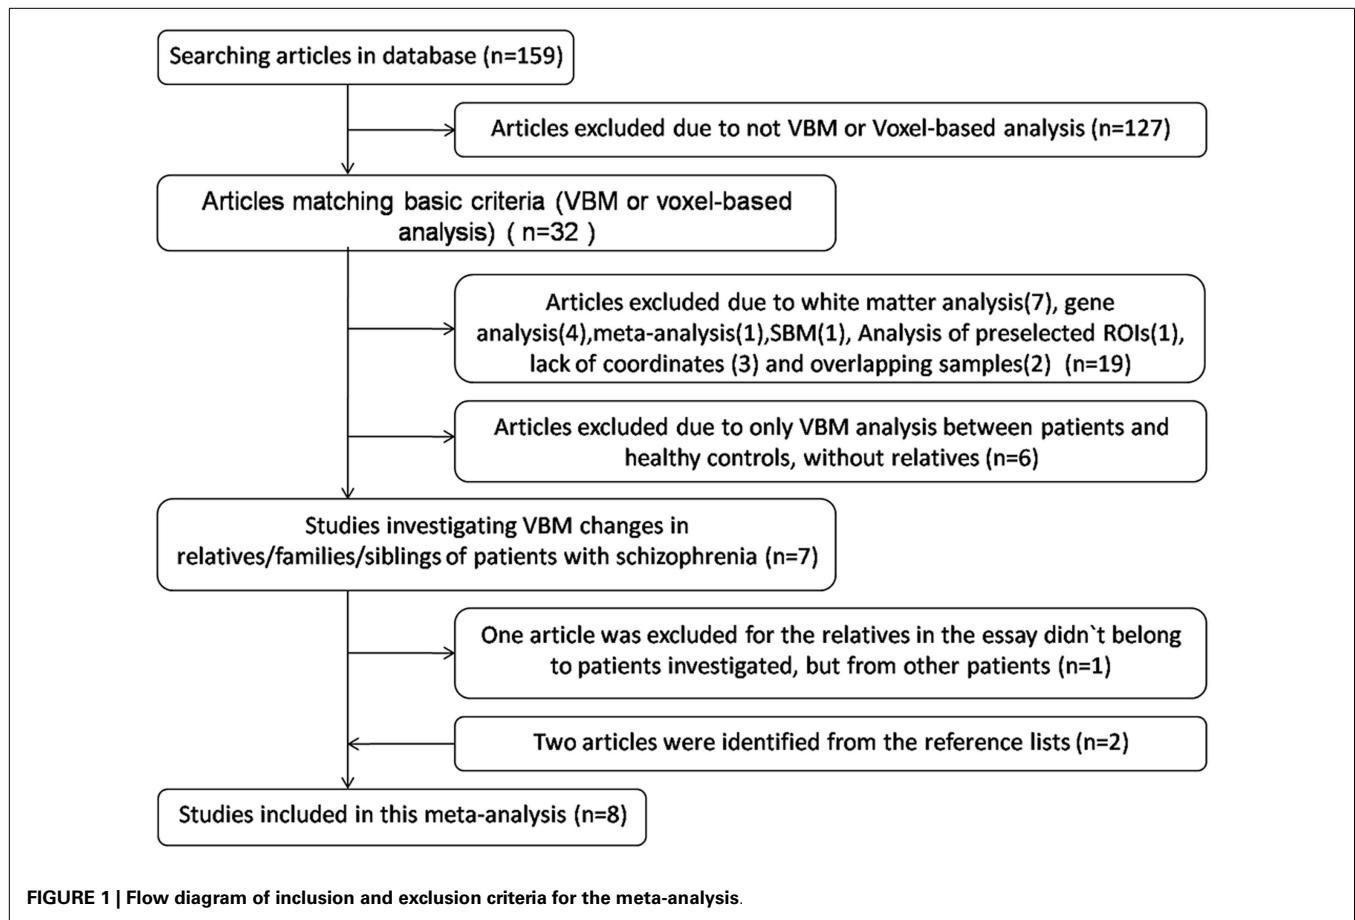 Searching articles in database (n=159)
Articles excluded due to not VBM or Voxel-based analysis (n=127)
Articles matching basic criteria (VBM or voxel-based
analysis) ( n=32 )
Articles excluded due to white matter analysis(7), gene
analysis(4),meta-analysis(1),SBM(1), Analysis of preselected ROIs(1),
lack of coordinates (3) and overlapping samples(2)  (n=19)
Articles excluded due to only VBM analysis between patients and
healthy controls, without relatives (n=6)
Studies investigating VBM changes in
relatives/families/siblings of patients with schizophrenia (n=7)
One article was excluded for the relatives in the essay didn`t belong
to patients investigated, but from other patients (n=1)
Two articles were identified from the reference lists (n=2)
Studies included in this meta-analysis (n=8)
FIGURE 1 | Flow diagram of inclusion and exclusion criteria for the meta-analysis.